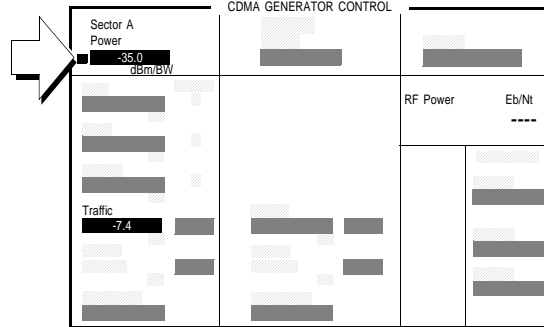 CDMA GENERATOR CONTROL
Sector A
Power
-35.0
dBm/BW
RF Power
Eb/Nt
----
Traffic
-7.4